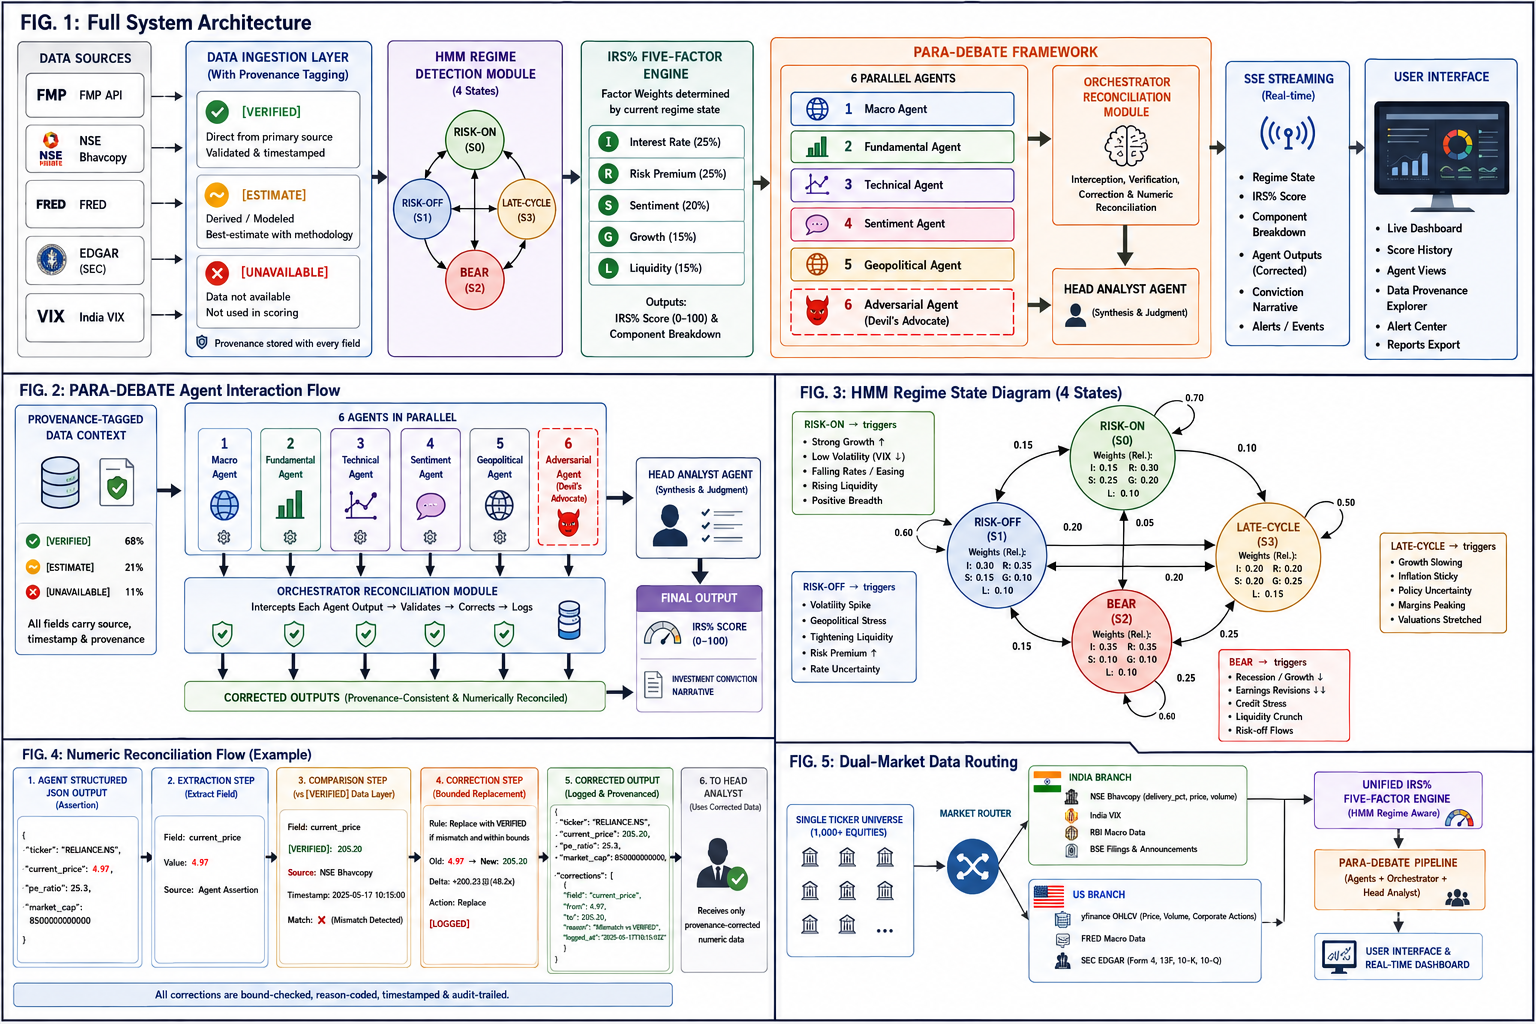 FIG. 1: Full System Architecture
DATA SOURCES
FMP FMP API
NSE
NSE
Bhavcopy
FRED FRED
EDGAR
(SEC)
VIX India VIX
DATA INGESTION LAYER
(With Provenance Tagging)
[VERIFIED]
Direct from primary source
Validated & timestamped
[ESTIMATE]
Derived / Modeled
Best-estimate with methodology
[UNAVAILABLE]
Data not available
Not used in scoring
Provenance stored with every field
HMM REGIME
DETECTION MODULE
(4 States)
RISK-ON
(S0)
RISK-OFF
(S1)
LATE-CYCLE
(S3)
BEAR
(S2)
IRS% FIVE-FACTOR
ENGINE
Factor Weights determined
by current regime state
I Interest Rate (25%)
R Risk Premium (25%)
S Sentiment (20%)
G Growth (15%)
L Liquidity (15%)
Outputs:
IRS% Score (0–100) &
Component Breakdown
PARA-DEBATE FRAMEWORK
6 PARALLEL AGENTS
1 Macro Agent
2 Fundamental Agent
3 Technical Agent
4 Sentiment Agent
5 Geopolitical Agent
6 Adversarial Agent
(Devil's Advocate)
ORCHESTRATOR
RECONCILIATION
MODULE
Interception, Verification,
Correction & Numeric
Reconciliation
HEAD ANALYST AGENT
(Synthesis & Judgment)
SSE STREAMING
(Real-time)
• Regime State
• IRS% Score
• Component
Breakdown
• Agent Outputs
(Corrected)
• Conviction
Narrative
• Alerts / Events
USER INTERFACE
• Live Dashboard
• Score History
• Agent Views
• Data Provenance
Explorer
• Alert Center
• Reports Export
FIG. 2: PARA-DEBATE Agent Interaction Flow
PROVENANCE-TAGGED
DATA CONTEXT
[VERIFIED] 68%
[ESTIMATE] 21%
[UNAVAILABLE] 11%
All fields carry source,
timestamp & provenance
6 AGENTS IN PARALLEL
1
Macro
Agent
2
Fundamental
Agent
3
Technical
Agent
4
Sentiment
Agent
5
Geopolitical
Agent
6
Adversarial
Agent
(Devil's
Advocate)
ORCHESTRATOR RECONCILIATION MODULE
Intercepts Each Agent Output → Validates → Corrects → Logs
CORRECTED OUTPUTS (Provenance-Consistent & Numerically Reconciled)
HEAD ANALYST AGENT
(Synthesis & Judgment)
FINAL OUTPUT
IRS% SCORE
(0–100)
INVESTMENT CONVICTION
NARRATIVE
FIG. 3: HMM Regime State Diagram (4 States)
RISK-ON → triggers
• Strong Growth ↑
• Low Volatility (VIX ↓)
• Falling Rates / Easing
• Rising Liquidity
• Positive Breadth
RISK-OFF → triggers
• Volatility Spike
• Geopolitical Stress
• Tightening Liquidity
• Risk Premium ↑
• Rate Uncertainty
RISK-ON
(S0)
Weights (Rel.):
I: 0.15 R: 0.30
S: 0.25 G: 0.20
L: 0.10
RISK-OFF
(S1)
Weights (Rel.):
I: 0.30 R: 0.35
S: 0.15 G: 0.10
L: 0.10
LATE-CYCLE
(S3)
Weights (Rel.):
I: 0.20 R: 0.20
S: 0.20 G: 0.25
L: 0.15
BEAR
(S2)
Weights (Rel.):
I: 0.35 R: 0.35
S: 0.10 G: 0.10
L: 0.10
0.70
0.15
0.10
0.50
0.60
0.20
0.05
0.20
0.15
0.25
0.25
0.60
LATE-CYCLE → triggers
• Growth Slowing
• Inflation Sticky
• Policy Uncertainty
• Margins Peaking
• Valuations Stretched
BEAR → triggers
• Recession / Growth ↓
• Earnings Revisions ↓↓
• Credit Stress
• Liquidity Crunch
• Risk-off Flows
FIG. 4: Numeric Reconciliation Flow (Example)
1. AGENT STRUCTURED
JSON OUTPUT
(Assertion)
{
"ticker": "RELIANCE.NS",
"current_price": 4.97,
"pe_ratio": 25.3,
"market_cap":
8500000000000
}
2. EXTRACTION STEP
(Extract Field)
Field: current_price
Value: 4.97
Source: Agent Assertion
3. COMPARISON STEP
(vs [VERIFIED] Data Layer)
Field: current_price
[VERIFIED]: 205.20
Source: NSE Bhavcopy
Timestamp: 2025-05-17 10:15:00
Match: ✗ (Mismatch Detected)
4. CORRECTION STEP
(Bounded Replacement)
Rule: Replace with VERIFIED
if mismatch and within bounds
Old: 4.97 → New: 205.20
Delta: +200.23 (48.2x)
Action: Replace
[LOGGED]
5. CORRECTED OUTPUT
(Logged & Provenanced)
{
"ticker": "RELIANCE.NS",
"current_price": 205.20,
"pe_ratio": 25.3,
"market_cap": 850000000000,
"corrections": [
{
"field": "current_price",
"from": 4.97,
"to": 205.20,
"reason": "Mismatch vs VERIFIED",
"logged_at":
}
}
6. TO HEAD
ANALYST
(Uses Corrected Data)
Receives only
provenance-corrected
numeric data
All corrections are bound-checked, reason-coded, timestamped & audit-trailed.
FIG. 5: Dual-Market Data Routing
SINGLE TICKER UNIVERSE
(1,000+ EQUITIES)
...
MARKET ROUTER
INDIA BRANCH
NSE Bhavcopy (delivery_pct, price, volume)
India VIX
RBI Macro Data
BSE Filings & Announcements
US BRANCH
yfinance OHLCV (Price, Volume, Corporate Actions)
FRED Macro Data
SEC EDGAR (Form 4, 13F, 10-K, 10-Q)
UNIFIED IRS%
FIVE-FACTOR ENGINE
(HMM Regime Aware)
PARA-DEBATE PIPELINE
(Agents + Orchestrator +
Head Analyst)
USER INTERFACE &
REAL-TIME DASHBOARD